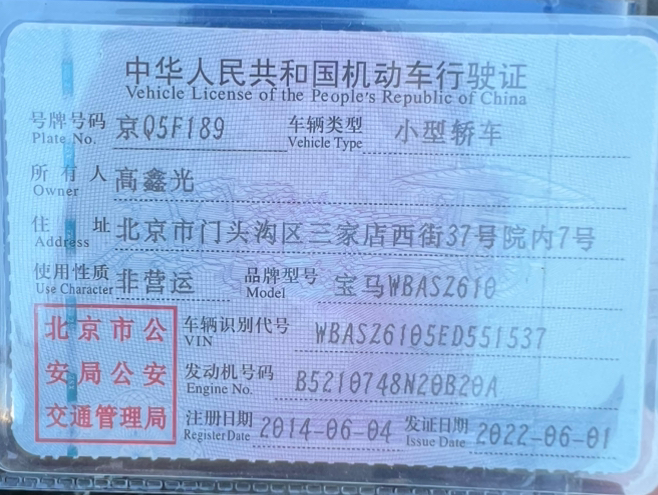 中华人民共和国机动车行驶证
Vehicle License of the People's Republic of China
号牌号码 京Q5F189 车辆类型 小型轿车
Plate No. Vehicle Type
所有人 高鑫光
Owner
住址 北京市门头沟区三家店西街37号院内7号
Address
使用性质 非营运 品牌型号 宝马WBASZ610
Use Character Model
北京市公 车辆识别代号 WBASZ6105ED551537
VIN
安局公安 发动机号码 B5210748N20B20A
Engine No.
交通管理局 注册日期 2014-06-04 发证日期 2022-06-01
Register Date Issue Date